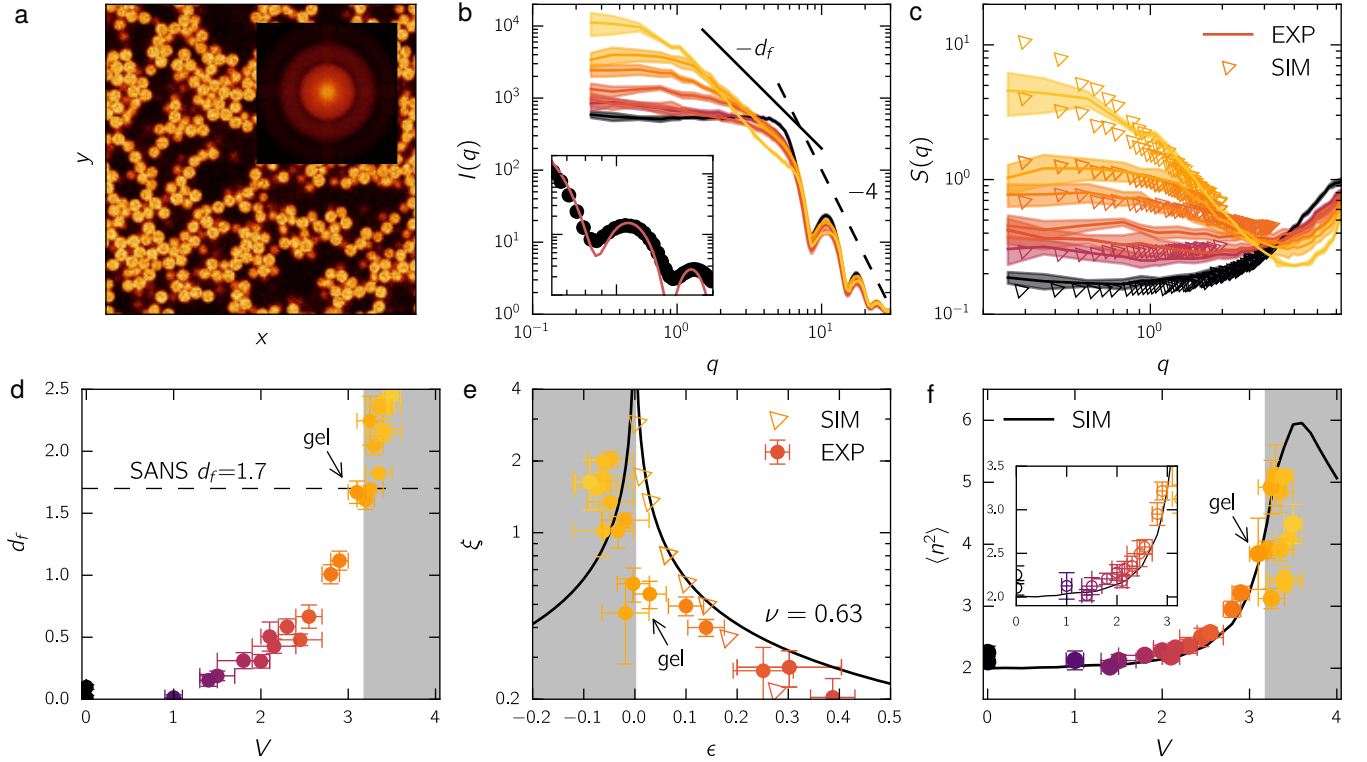 a
y
x
b
10⁴
10³
10²
10¹
10⁰
10⁻¹
10⁰
10¹
I(q)
q
−d_f
−4
c
EXP
SIM
10¹
10⁰
10⁻¹
10⁰
S(q)
q
d
2.5
2.0
1.5
1.0
0.5
0.0
0
1
2
3
4
d_f
V
gel
SANS d_f=1.7
e
SIM
EXP
4
2
1
0.2
−0.2
−0.1
0.0
0.1
0.2
0.3
0.4
0.5
ξ
ϵ
gel
ν = 0.63
f
SIM
6
5
4
3
2
0
1
2
3
4
⟨n²⟩
V
gel
3.5
3.0
2.5
2.0
0
1
2
3